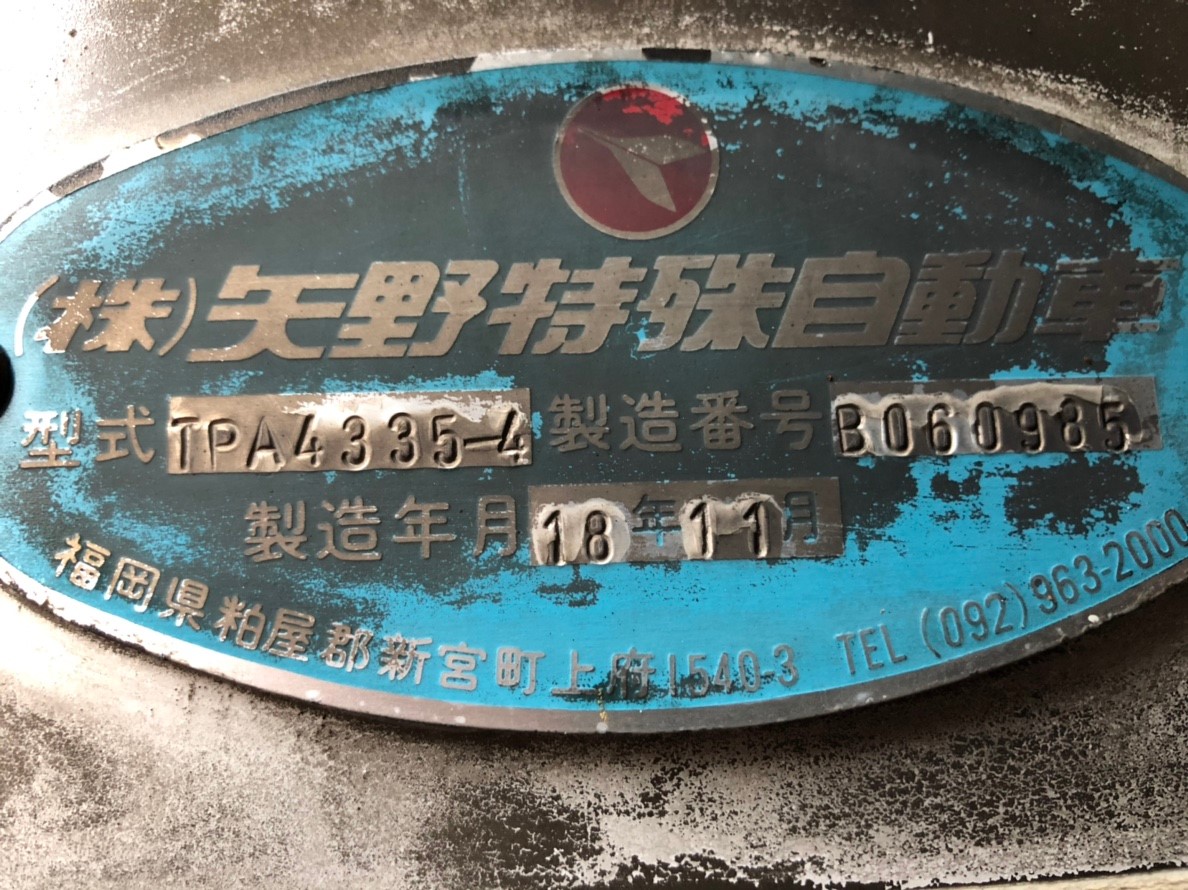 (株)矢野特殊自動車
型式 TPA4335-4 製造番号 B060985
製造年月 18年11月
福岡県粕屋郡新宮町上府1540-3 TEL (092) 963-2000